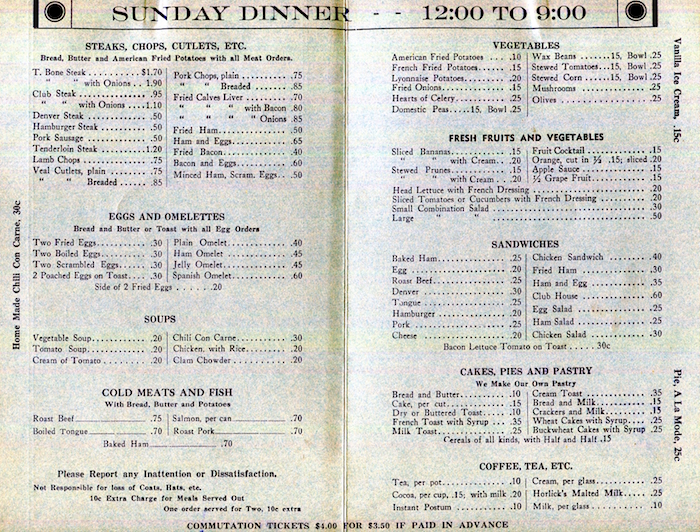 SUNDAY DINNER - - 12:00 TO 9:00
STEAKS, CHOPS, CUTLETS, ETC.
Bread, Butter and American Fried Potatoes with all Meat Orders.
T. Bone Steak ........... $1.70
" " with Onions .. 1.90
Club Steak ............. .95
" " with Onions ....1.10
Denver Steak ........... .50
Hamburger Steak ........ .50
Pork Sausage ........... .50
Tenderloin Steak ........1.20
Lamb Chops ............. .75
Veal Cutlets, plain ..... .75
" " Breaded ...... .85
Pork Chops, plain ........ .75
" " Breaded ........ .85
Fried Calves Liver ....... .70
" " " with Bacon .80
" " " " Onions .85
Fried Ham............ .50
Ham and Eggs........... .65
Fried Bacon............ .40
Bacon and Eggs......... .60
Minced Ham, Scram. Eggs.. .50
EGGS AND OMELETTES
Bread and Butter or Toast with all Egg Orders
Two Fried Eggs........... .30
Two Boiled Eggs......... .30
Two Scrambled Eggs...... .30
2 Poached Eggs on Toast.... .30
Plain Omelet............ .40
Ham Omelet............ .45
Jelly Omelet............ .45
Spanish Omelet.......... .60
Side of 2 Fried Eggs ..... .20
SOUPS
Vegetable Soup........... .20
Tomato Soup............ .20
Cream of Tomato......... .20
Chili Con Carne.......... .30
Chicken, with Rice........ .20
Clam Chowder........... .20
COLD MEATS AND FISH
With Bread, Butter and Potatoes
Roast Beef .75
Boiled Tongue .70
Salmon, per can .70
Roast Pork .70
Baked Ham .70
Please Report any Inattention or Dissatisfaction.
Not Responsible for loss of Coats, Hats, etc.
10c Extra Charge for Meals Served Out
One order served for Two, 10c extra
Home Made Chili Con Carne, 30c
VEGETABLES
American Fried Potatoes .... .10
French Fried Potatoes...... .15
Lyonnaise Potatoes........ .20
Fried Onions............ .15
Hearts of Celery.......... .25
Domestic Peas.....15, Bowl .25
Wax Beans ......15, Bowl .25
Stewed Tomatoes..15, Bowl .25
Stewed Corn .....15, Bowl .25
Mushrooms ............ .25
Olives ................ .25
FRESH FRUITS AND VEGETABLES
Sliced Bananas........... .15
" " with Cream.. .20
Stewed Prunes........... .15
" " with Cream .. .20
Fruit Cocktail............ .15
Orange, cut in ½ .15; sliced .20
Apple Sauce............ .15
½ Grape Fruit........... .15
Head Lettuce with French Dressing ............ .20
Sliced Tomatoes or Cucumbers with French Dressing .......... .20
Small Combination Salad ............ .30
Large " " ............ .50
SANDWICHES
Baked Ham............ .25
Egg ................ .20
Roast Beef............ .25
Denver .............. .30
Tongue .............. .25
Hamburger ............ .20
Pork ................ .25
Cheese .............. .20
Chicken Sandwich ........ .40
Fried Ham............ .30
Ham and Egg .......... .35
Club House ............ .60
Egg Salad ............ .25
Ham Salad ............ .25
Chicken Salad .......... .30
Bacon Lettuce Tomato on Toast ..... 30c
CAKES, PIES AND PASTRY
We Make Our Own Pastry
Bread and Butter.......... .10
Cake, per cut............ .15
Dry or Buttered Toast...... .10
French Toast with Syrup ... .35
Milk Toast............. .25
Cream Toast ............ .35
Bread and Milk.......... .15
Crackers and Milk........ .15
Wheat Cakes with Syrup.... .25
Buckwheat Cakes with Syrup .25
Cereals of all kinds, with Half and Half .15
COFFEE, TEA, ETC.
Tea, per pot............ .10
Cocoa, per cup, .15; with milk .20
Instant Postum .......... .10
Cream, per glass.......... .25
Horlick's Malted Milk..... .25
Milk, per glass.......... .10
Vanilla Ice Cream, 15c
Pie, A La Mode, 25c
COMMUTATION TICKETS $4.00 FOR $3.50 IF PAID IN ADVANCE